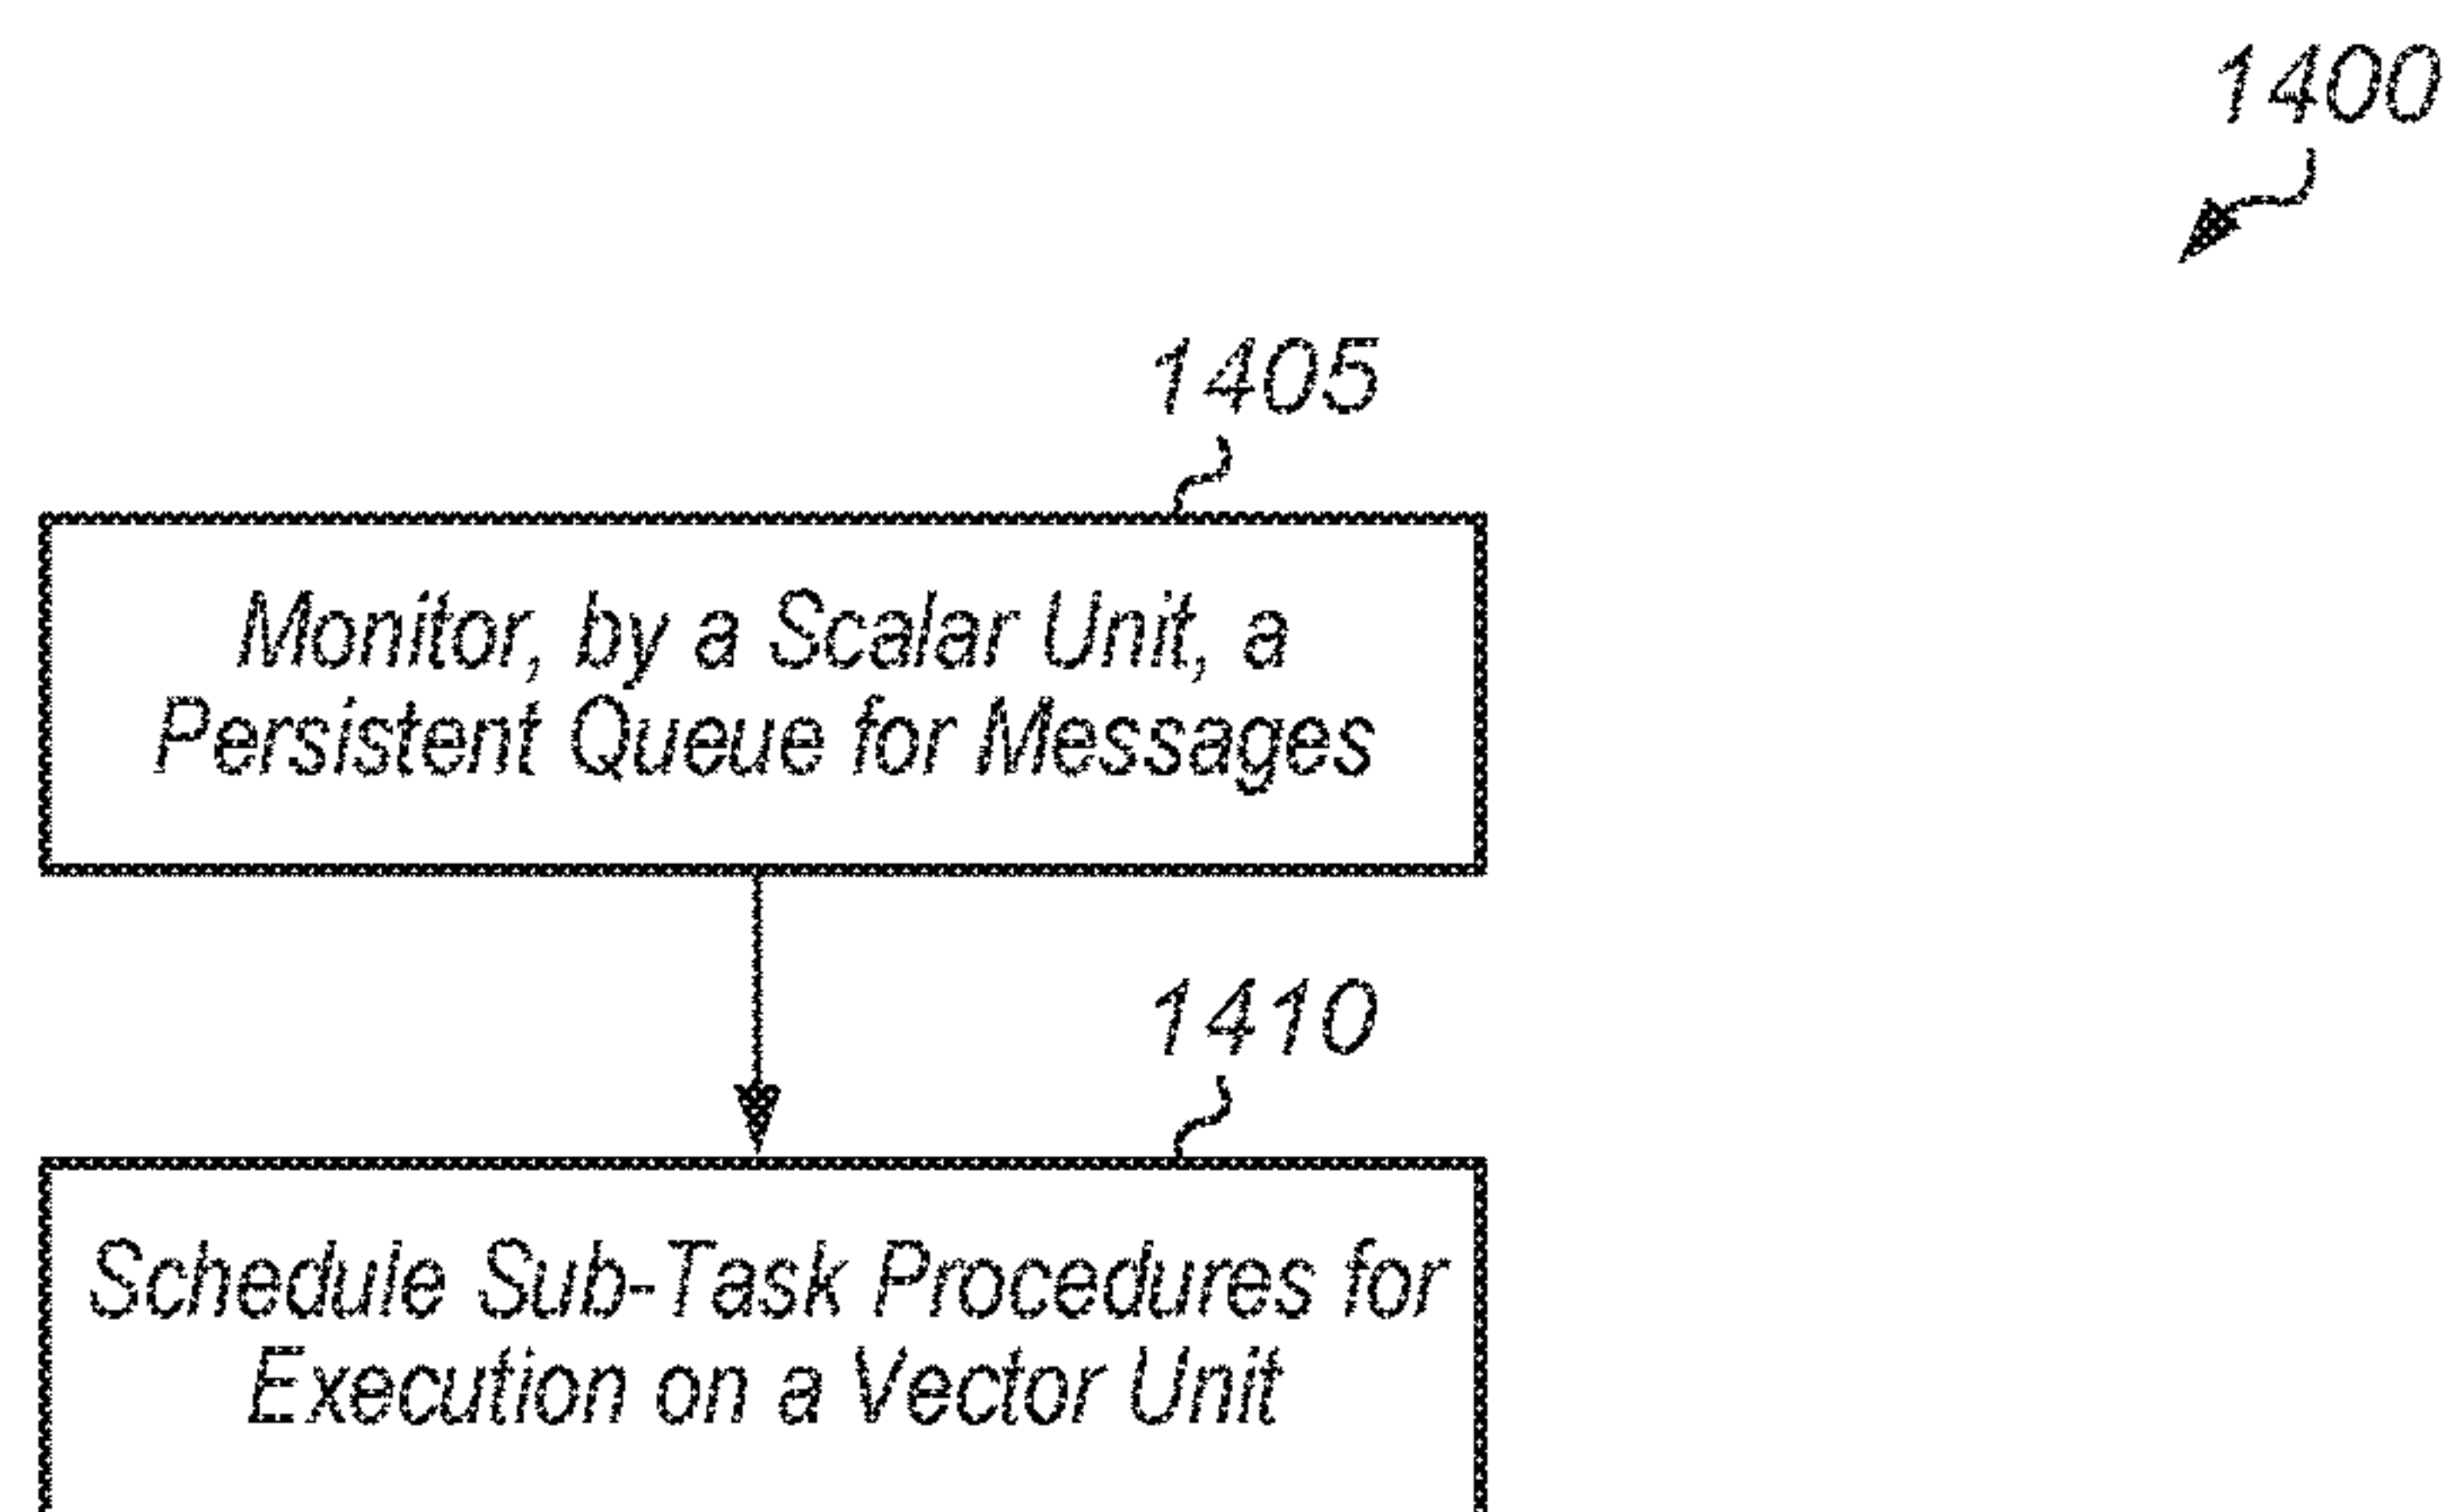 1400
1405
Monitor, by a Scalar Unit, a
Persistent Queue for Messages
1410
Schedule Sub-Task Procedures for
Execution on a Vector Unit